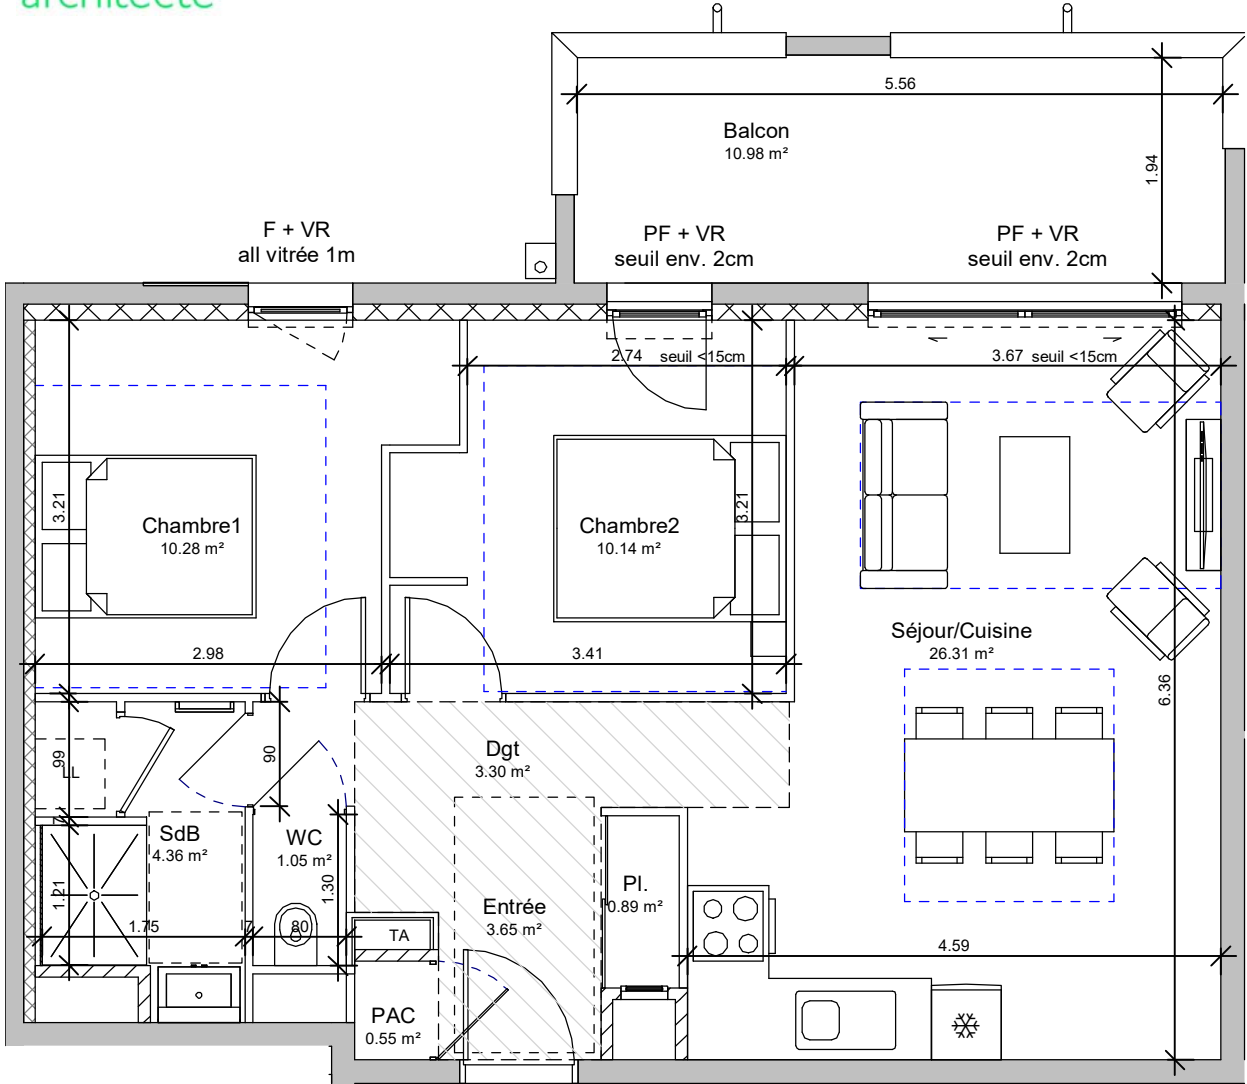 architecte
5.56
Balcon
10.98 m²
1.94
F + VR
all vitrée 1m
PF + VR
seuil env. 2cm
PF + VR
seuil env. 2cm
2.74 seuil <15cm
3.67 seuil <15cm
3.21
Chambre1
10.28 m²
Chambre2
10.14 m²
3.21
Séjour/Cuisine
26.31 m²
2.98
3.41
6.36
99
LL
90
Dgt
3.30 m²
7
SdB
4.36 m²
WC
1.05 m²
1.21
1.30
Pl.
0.89 m²
Entrée
3.65 m²
1.75
7
80
TA
4.59
PAC
0.55 m²